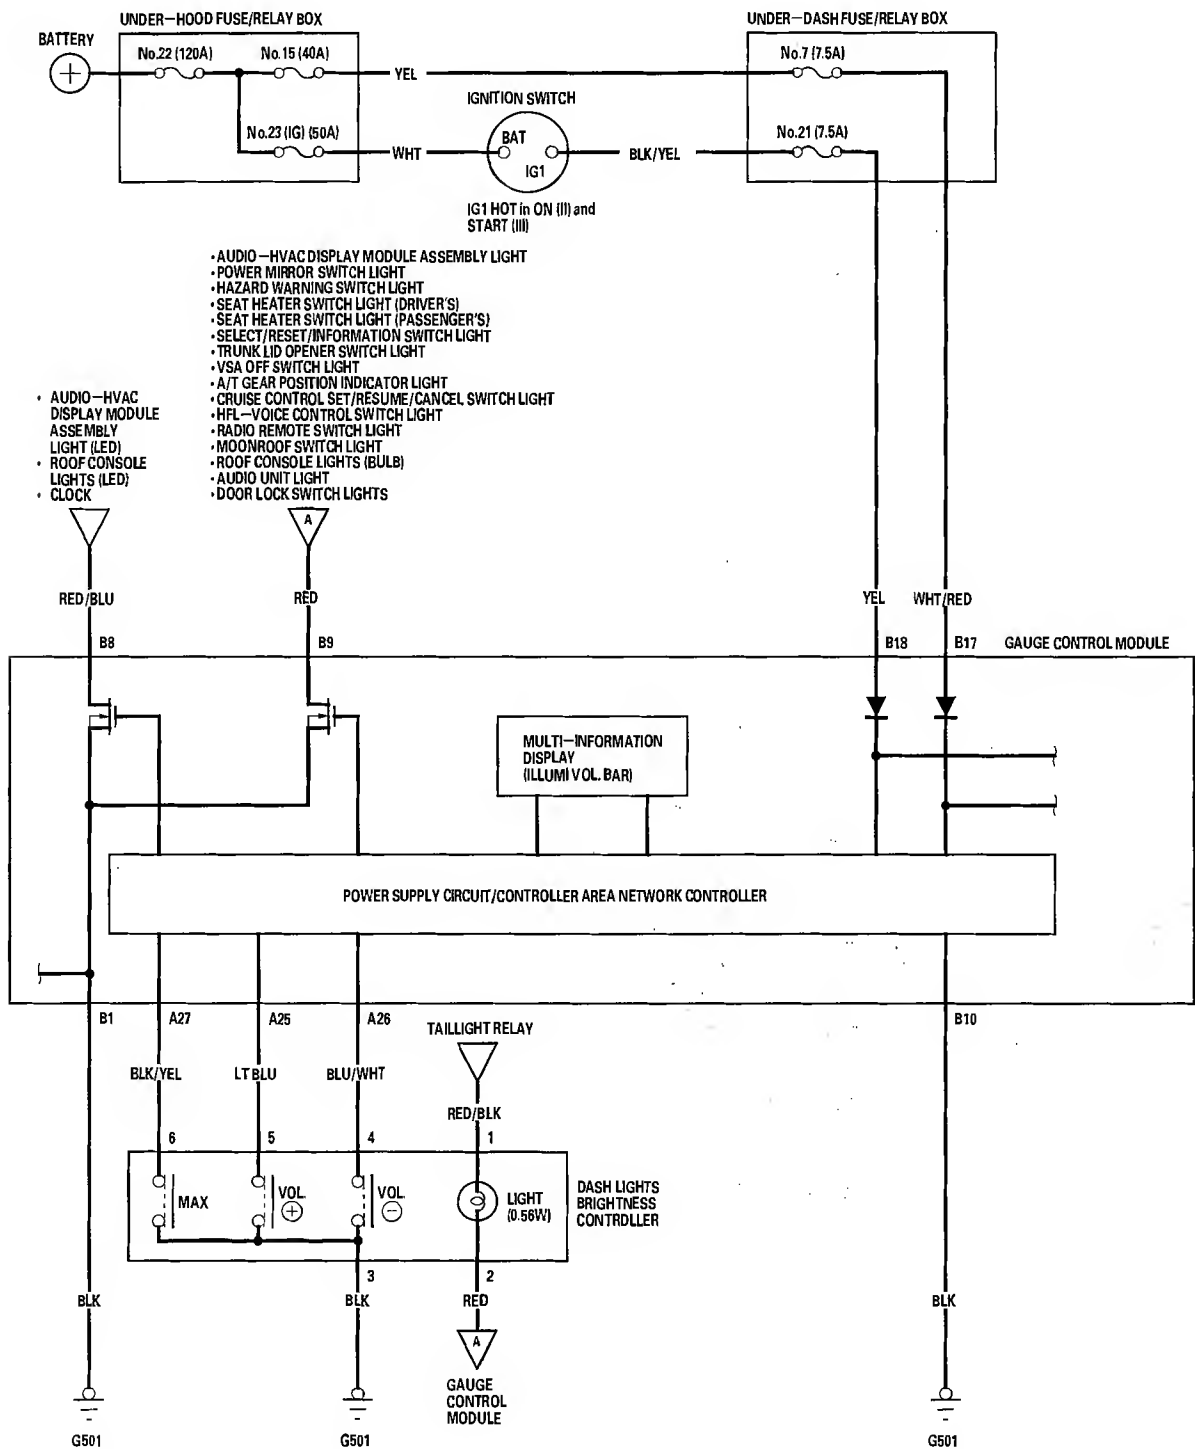 UNDER—HOOD FUSE/RELAY BOX
UNDER—DASH FUSE/RELAY BOX
BATTERY
+
No.22 (120A)
No.15 (40A)
YEL
No.7 (7.5A)
IGNITION SWITCH
No.23 (IG) (50A)
WHT
BAT
IG1
BLK/YEL
No.21 (7.5A)
IG1 HOT in ON (II) and
START (III)
•AUDIO—HVAC DISPLAY MODULE ASSEMBLY LIGHT
•POWER MIRROR SWITCH LIGHT
•HAZARD WARNING SWITCH LIGHT
•SEAT HEATER SWITCH LIGHT (DRIVER'S)
•SEAT HEATER SWITCH LIGHT (PASSENGER'S)
•SELECT/RESET/INFORMATION SWITCH LIGHT
•TRUNK LID OPENER SWITCH LIGHT
•VSA OFF SWITCH LIGHT
•A/T GEAR POSITION INDICATOR LIGHT
•CRUISE CONTROL SET/RESUME/CANCEL SWITCH LIGHT
•HFL—VOICE CONTROL SWITCH LIGHT
•RADIO REMOTE SWITCH LIGHT
•MOONROOF SWITCH LIGHT
•ROOF CONSOLE LIGHTS (BULB)
•AUDIO UNIT LIGHT
•DOOR LOCK SWITCH LIGHTS
• AUDIO—HVAC
DISPLAY MODULE
ASSEMBLY
LIGHT (LED)
• ROOF CONSOLE
LIGHTS (LED)
• CLOCK
A
RED/BLU
RED
YEL
WHT/RED
B8
B9
B18
B17
GAUGE CONTROL MODULE
MULTI—INFORMATION
DISPLAY
(ILLUMI VOL. BAR)
POWER SUPPLY CIRCUIT/CONTROLLER AREA NETWORK CONTROLLER
B1
A27
A25
A26
B10
TAILLIGHT RELAY
BLK/YEL
LT BLU
BLU/WHT
RED/BLK
6
5
4
1
MAX
VOL.
+
VOL.
−
LIGHT
(0.56W)
DASH LIGHTS
BRIGHTNESS
CONTROLLER
3
2
BLK
BLK
RED
BLK
A
GAUGE
CONTROL
MODULE
G501
G501
G501